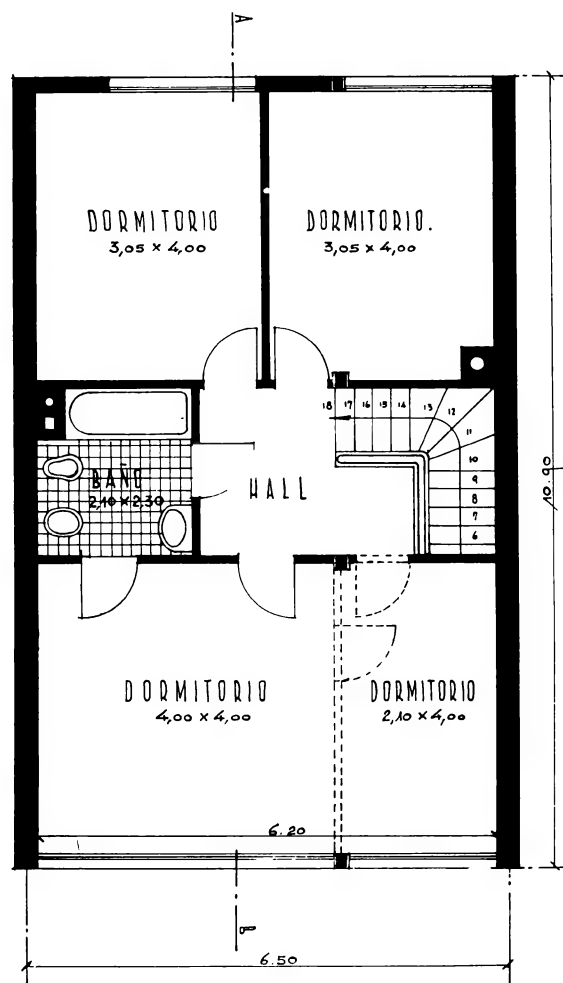 A
DORMITORIO
3,05 × 4,00
DORMITORIO.
3,05 × 4,00
18 17 16 15 14 13 12 11 10 9 8 7 6
BAÑO
2,10 × 2,30
HALL
10.90
DORMITORIO
4,00 × 4,00
DORMITORIO
2,10 × 4,00
6.20
6.50